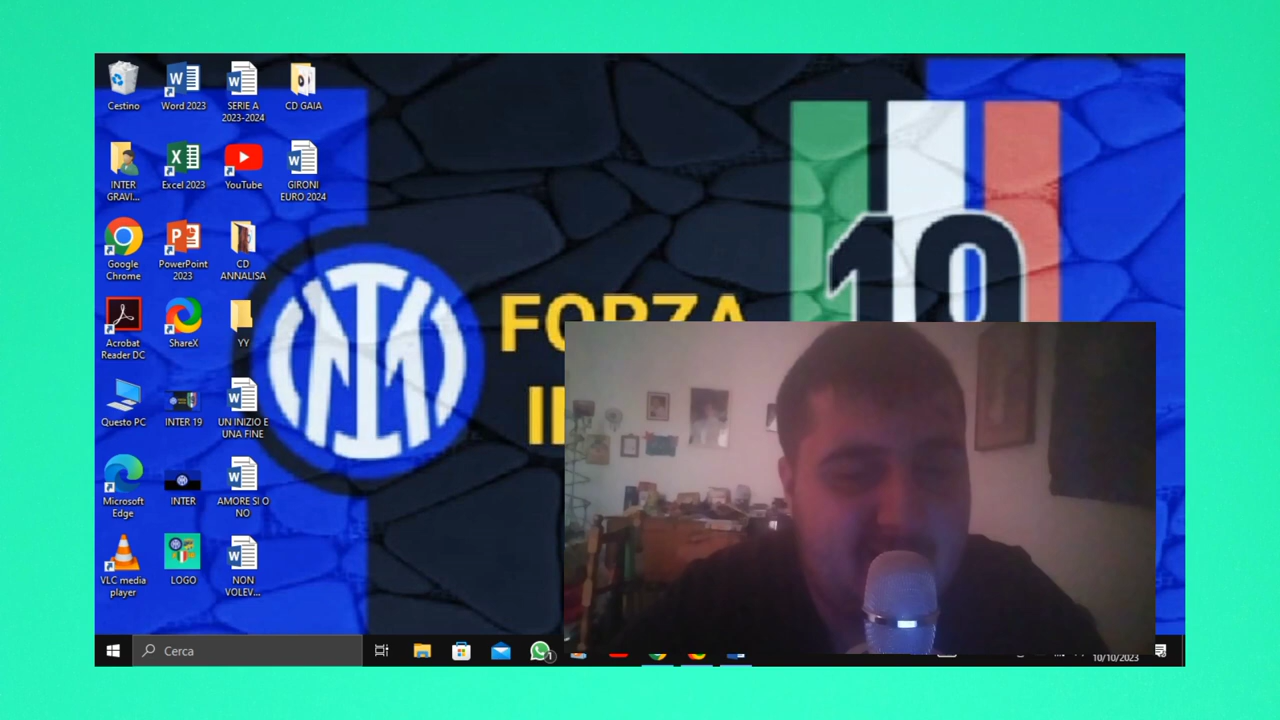 Cestino
Word 2023
SERIE A
2023-2024
CD GAIA
INTER
GRAVI...
Excel 2023
YouTube
GIRONI
EURO 2024
Google
Chrome
PowerPoint
2023
CD
ANNALISA
Acrobat
Reader DC
ShareX
YY
Questo PC
INTER 19
UN INIZIO E
UNA FINE
Microsoft
Edge
INTER
AMORE SI O
NO
VLC media
player
LOGO
NON
VOLEV...
FORZA
19
Cerca
1
10/10/2023